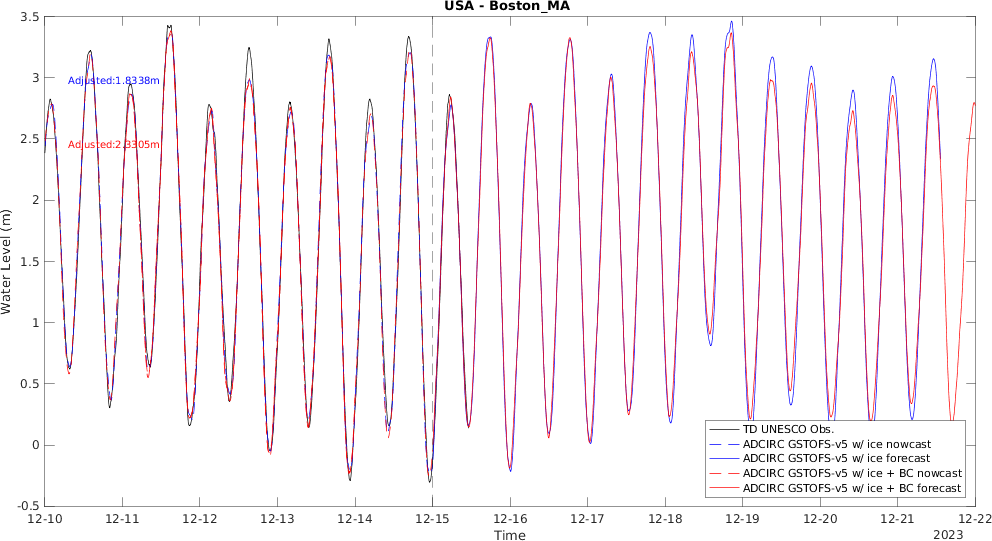 USA - Boston_MA
3.5
3
2.5
2
1.5
1
0.5
0
-0.5
Water Level (m)
Adjusted:1.8338m
Adjusted:2.3305m
TD UNESCO Obs.
ADCIRC GSTOFS-v5 w/ ice nowcast
ADCIRC GSTOFS-v5 w/ ice forecast
ADCIRC GSTOFS-v5 w/ ice + BC nowcast
ADCIRC GSTOFS-v5 w/ ice + BC forecast
12-10 12-11 12-12 12-13 12-14 12-15 12-16 12-17 12-18 12-19 12-20 12-21 12-22
Time
2023